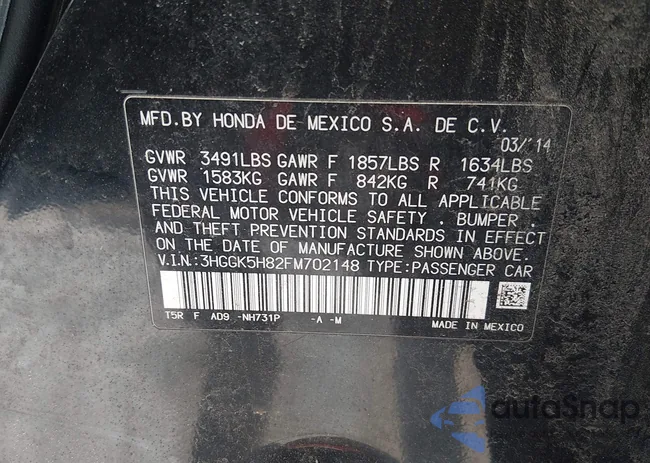 MFD.BY HONDA DE MEXICO S.A. DE C.V.
03/'14
GVWR 3491LBS GAWR F 1857LBS R 1634LBS
GVWR 1583KG GAWR F 842KG R 741KG
THIS VEHICLE CONFORMS TO ALL APPLICABLE
FEDERAL MOTOR VEHICLE SAFETY . BUMPER .
AND THEFT PREVENTION STANDARDS IN EFFECT
ON THE DATE OF MANUFACTURE SHOWN ABOVE.
V.I.N:3HGGK5H82FM702148 TYPE:PASSENGER CAR
T5R F AD9 -NH731P -A -M
MADE IN MEXICO
autoSnap